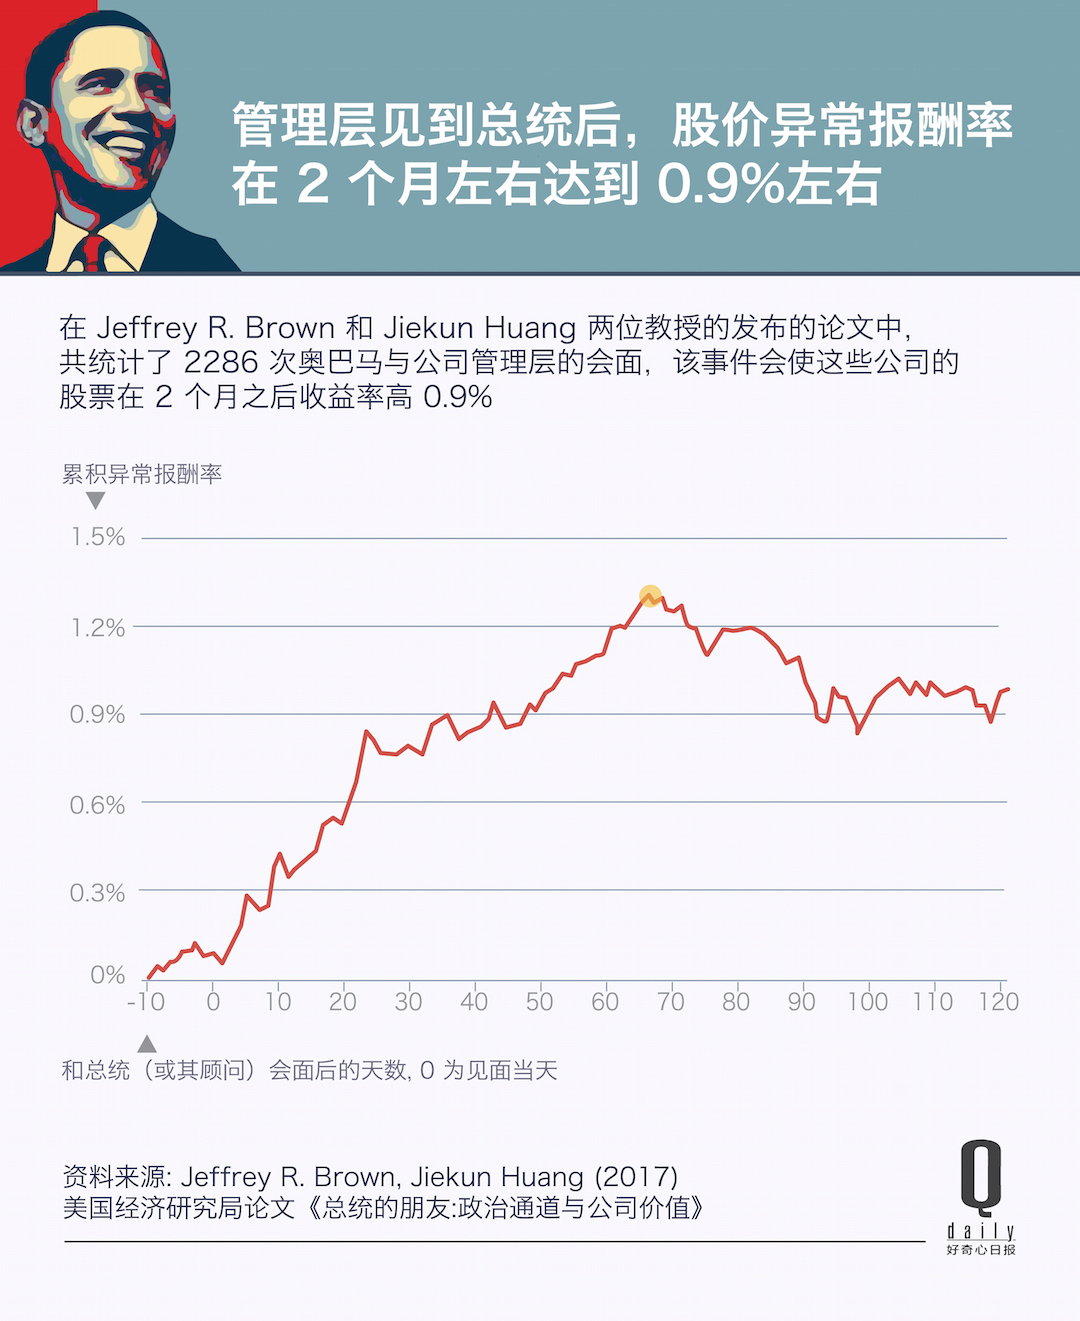 管理层见到总统后，股价异常报酬率
在 2 个月左右达到 0.9%左右
在 Jeffrey R. Brown 和 Jiekun Huang 两位教授的发布的论文中，
共统计了 2286 次奥巴马与公司管理层的会面，该事件会使这些公司的
股票在 2 个月之后收益率高 0.9%
累积异常报酬率
1.5%
1.2%
0.9%
0.6%
0.3%
0%
-10 0 10 20 30 40 50 60 70 80 90 100 110 120
和总统（或其顾问）会面后的天数, 0 为见面当天
资料来源: Jeffrey R. Brown, Jiekun Huang (2017)
美国经济研究局论文《总统的朋友:政治通道与公司价值》
Q
daily
好奇心日报